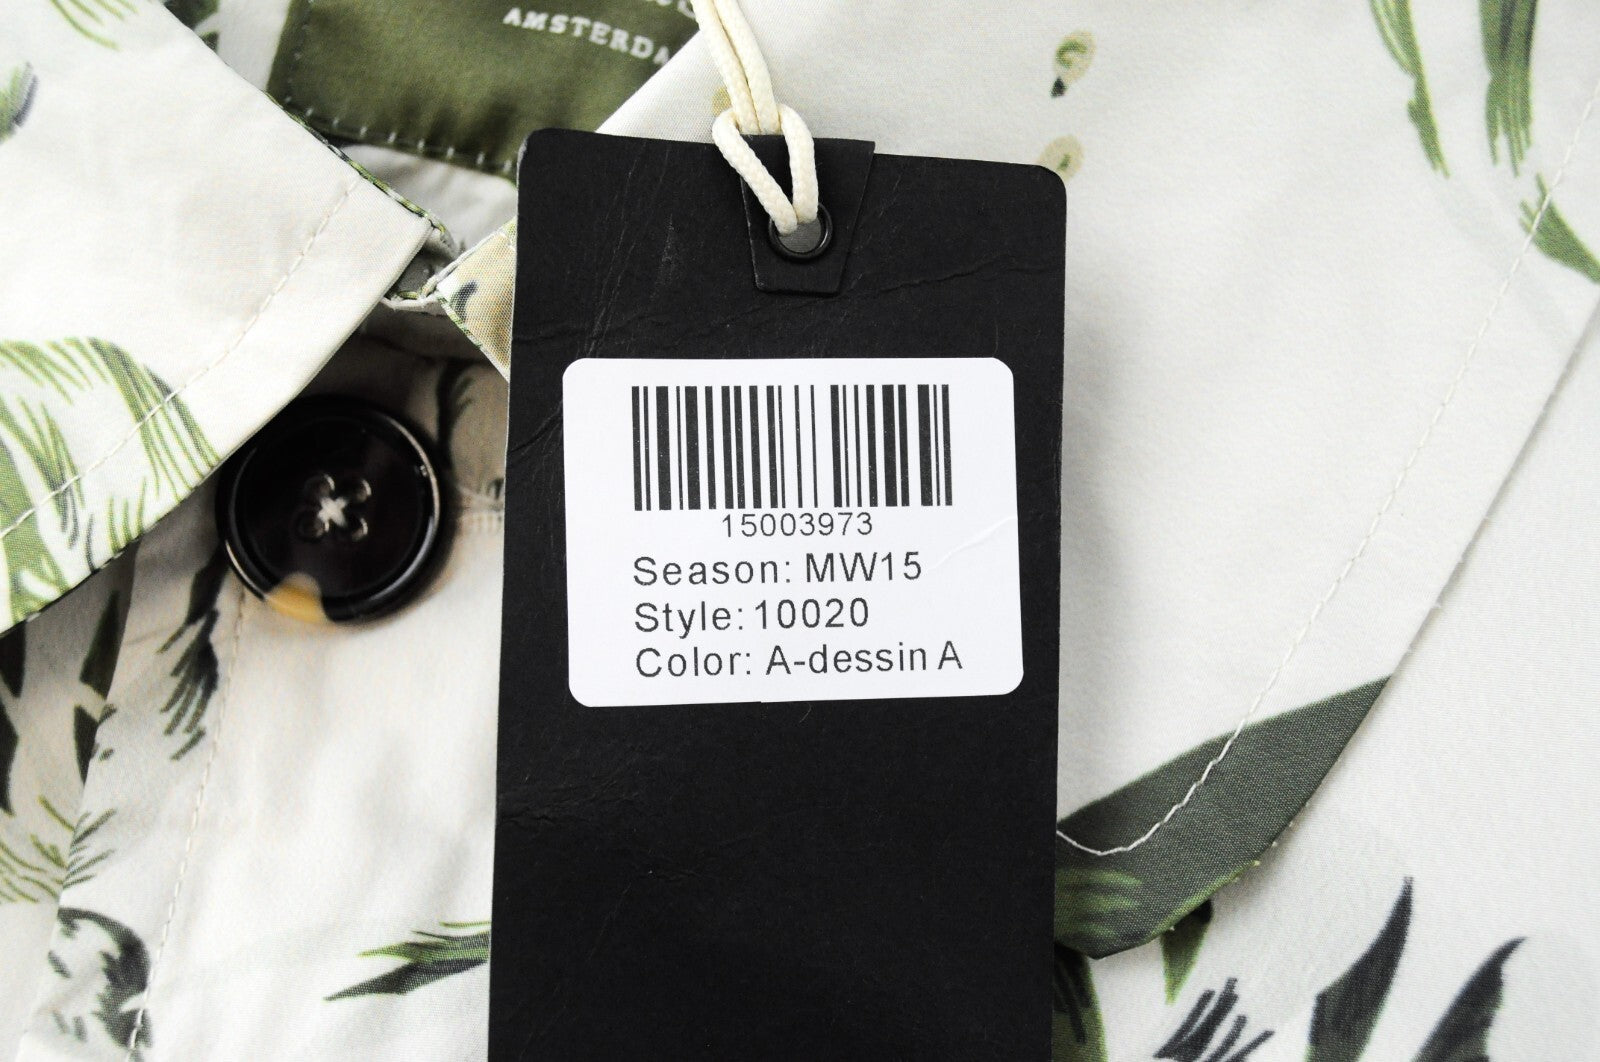 AMSTERDA
15003973
Season: MW15
Style: 10020
Color: A-dessin A